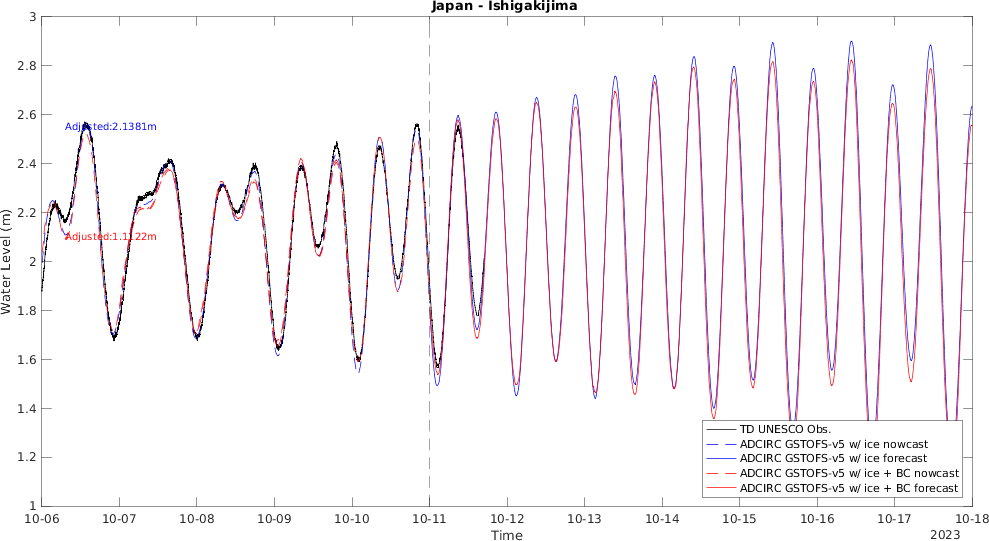 Japan - Ishigakijima
3
2.8
2.6
2.4
2.2
2
1.8
1.6
1.4
1.2
1
Water Level (m)
Adjusted:2.1381m
Adjusted:1.1122m
TD UNESCO Obs.
ADCIRC GSTOFS-v5 w/ ice nowcast
ADCIRC GSTOFS-v5 w/ ice forecast
ADCIRC GSTOFS-v5 w/ ice + BC nowcast
ADCIRC GSTOFS-v5 w/ ice + BC forecast
10-06 10-07 10-08 10-09 10-10 10-11 10-12 10-13 10-14 10-15 10-16 10-17 10-18
Time
2023